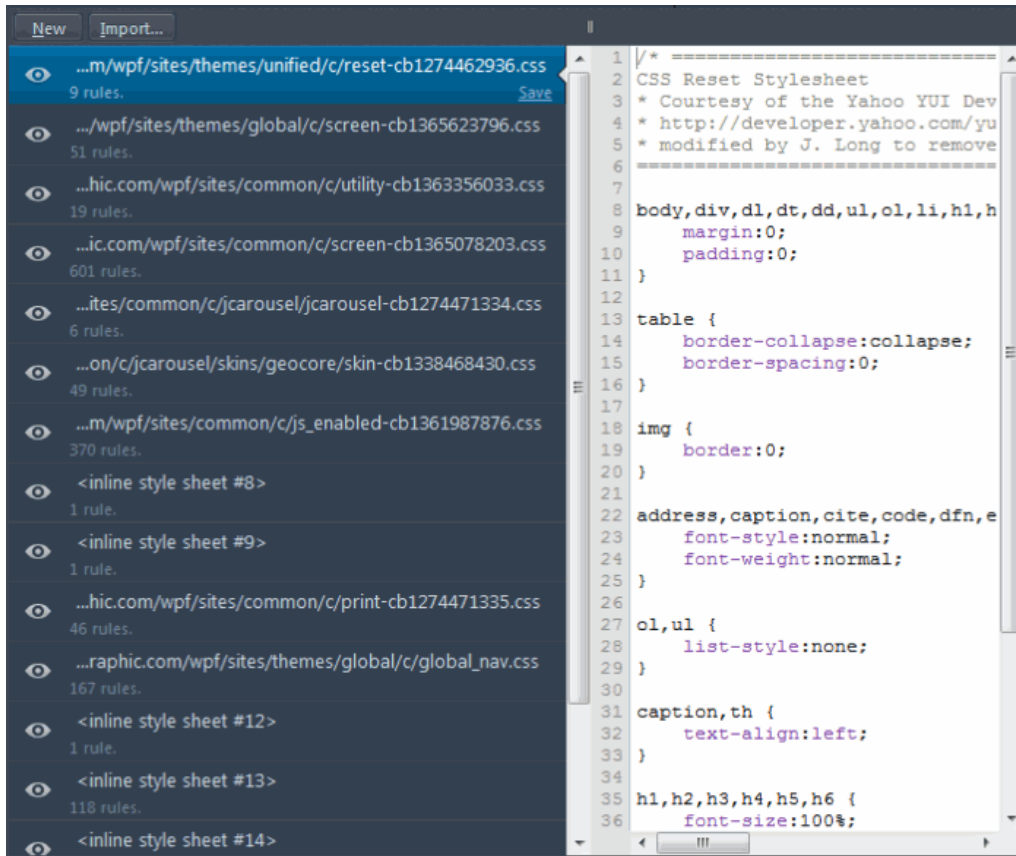 New Import...
...m/wpf/sites/themes/unified/c/reset-cb1274462936.css
9 rules. Save
.../wpf/sites/themes/global/c/screen-cb1365623796.css
51 rules.
...hic.com/wpf/sites/common/c/utility-cb1363356033.css
19 rules.
...ic.com/wpf/sites/common/c/screen-cb1365078203.css
601 rules.
...ites/common/c/jcarousel/jcarousel-cb1274471334.css
6 rules.
...on/c/jcarousel/skins/geocore/skin-cb1338468430.css
49 rules.
...m/wpf/sites/common/c/js_enabled-cb1361987876.css
370 rules.
<inline style sheet #8>
1 rule.
<inline style sheet #9>
1 rule.
...hic.com/wpf/sites/common/c/print-cb1274471335.css
46 rules.
...raphic.com/wpf/sites/themes/global/c/global_nav.css
167 rules.
<inline style sheet #12>
1 rule.
<inline style sheet #13>
118 rules.
<inline style sheet #14>
1 /* ============================
2 CSS Reset Stylesheet
3 * Courtesy of the Yahoo YUI Dev
4 * http://developer.yahoo.com/yu
5 * modified by J. Long to remove
6 ===============================
7
8 body,div,dl,dt,dd,ul,ol,li,h1,h
9 margin:0;
10 padding:0;
11 }
12
13 table {
14 border-collapse:collapse;
15 border-spacing:0;
16 }
17
18 img {
19 border:0;
20 }
21
22 address,caption,cite,code,dfn,e
23 font-style:normal;
24 font-weight:normal;
25 }
26
27 ol,ul {
28 list-style:none;
29 }
30
31 caption,th {
32 text-align:left;
33 }
34
35 h1,h2,h3,h4,h5,h6 {
36 font-size:100%;